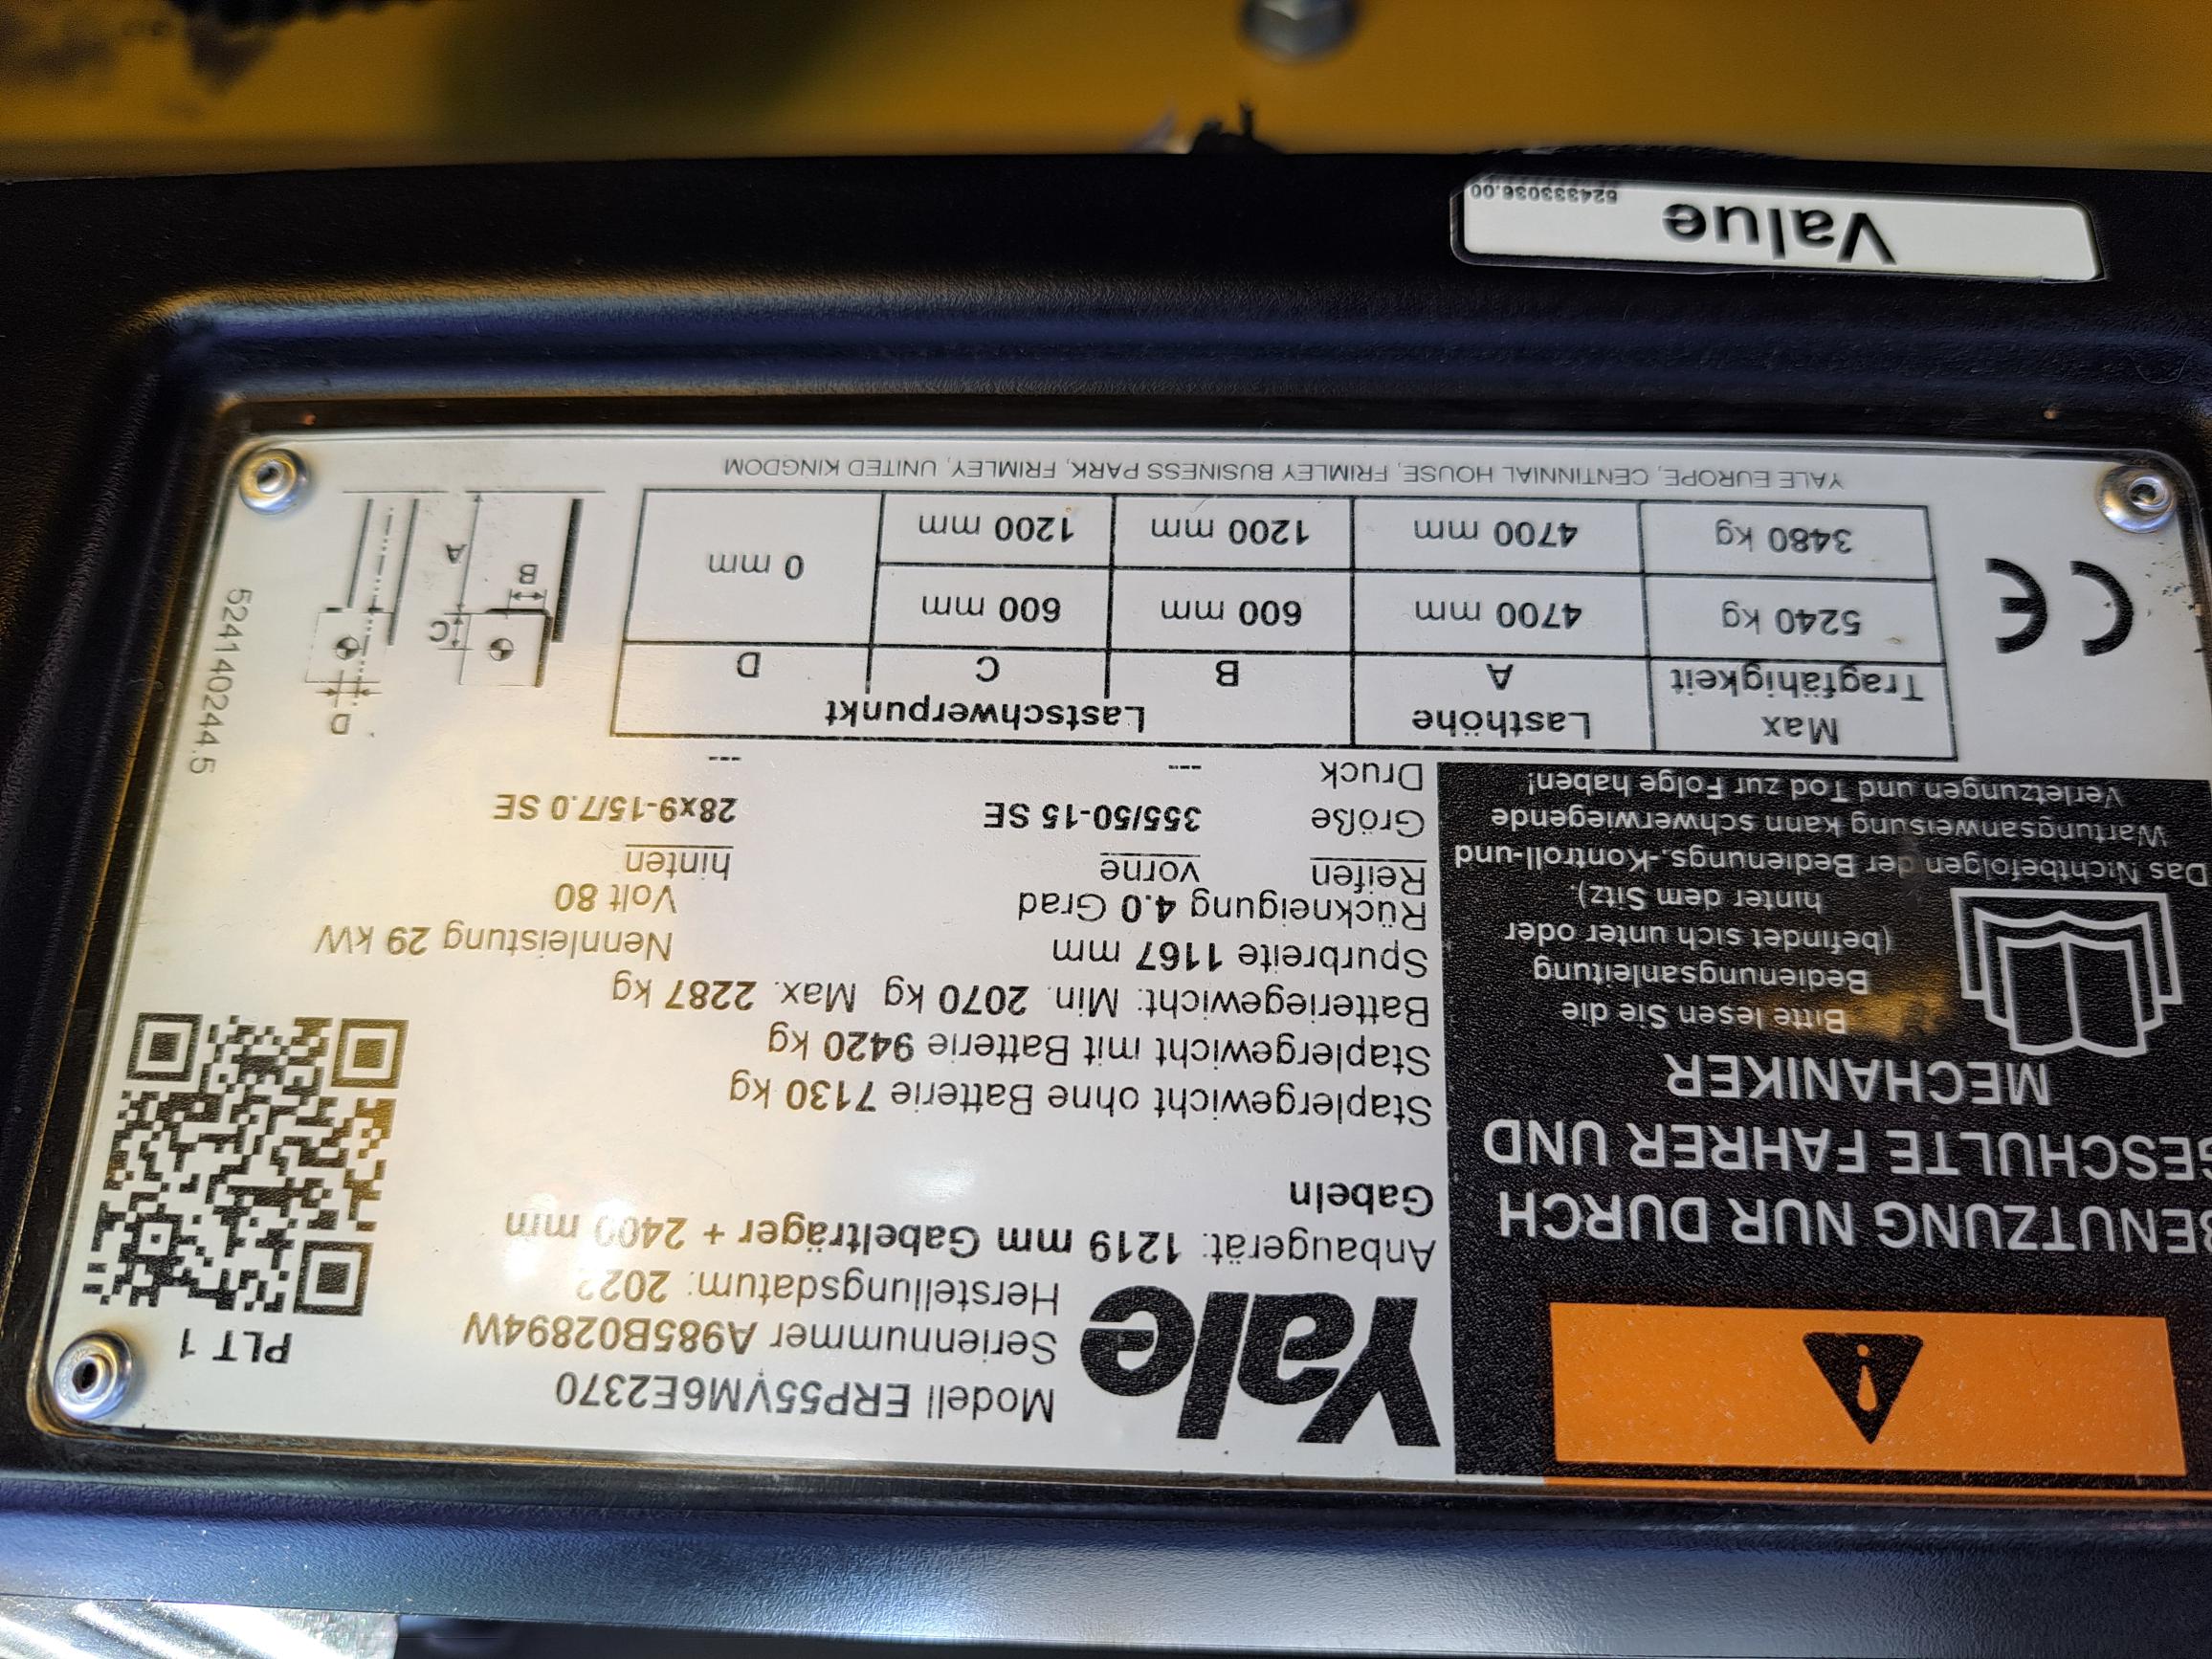 BENUTZUNG NUR DURCH
GESCHULTE FAHRER UND
MECHANIKER
Bitte lesen Sie die
Bedienungsanleitung
(befindet sich unter oder
hinter dem Sitz).
Das Nichtbefolgen der Bedienungs,-Kontroll-und
Wartungsanweisung kann schwerwiegende
Verletzungen und Tod zur Folge haben!
Yale
Modell ERP55VM6E2370
Seriennummer A985B02894W
Herstellungsdatum:
PLT 1
Anbaugerät: 1219 mm Gabelträger + 2400 mm
Gabeln
Staplergewicht ohne Batterie 7130 kg
Staplergewicht mit Batterie 9420 kg
Batteriegewicht: Min. 2070 kg Max. 2287 kg
Spurbreite 1167 mm Nennleistung 29 kW
Rückneigung 4.0 Grad Volt 80
Reifen vorne hinten
Größe 355/50-15 SE 28x9-15/7.0 SE
Druck --- ---
Max Tragfähigkeit Lasthöhe Lastschwerpunkt
A B C D
5240 kg 4700 mm 600 mm 600 mm 0 mm
3480 kg 4700 mm 1200 mm 1200 mm
CE
D
C
B
A
524140244.5
YALE EUROPE, CENTINNIAL HOUSE, FRIMLEY BUSINESS PARK, FRIMLEY, UNITED KINGDOM
Value
524333036.00